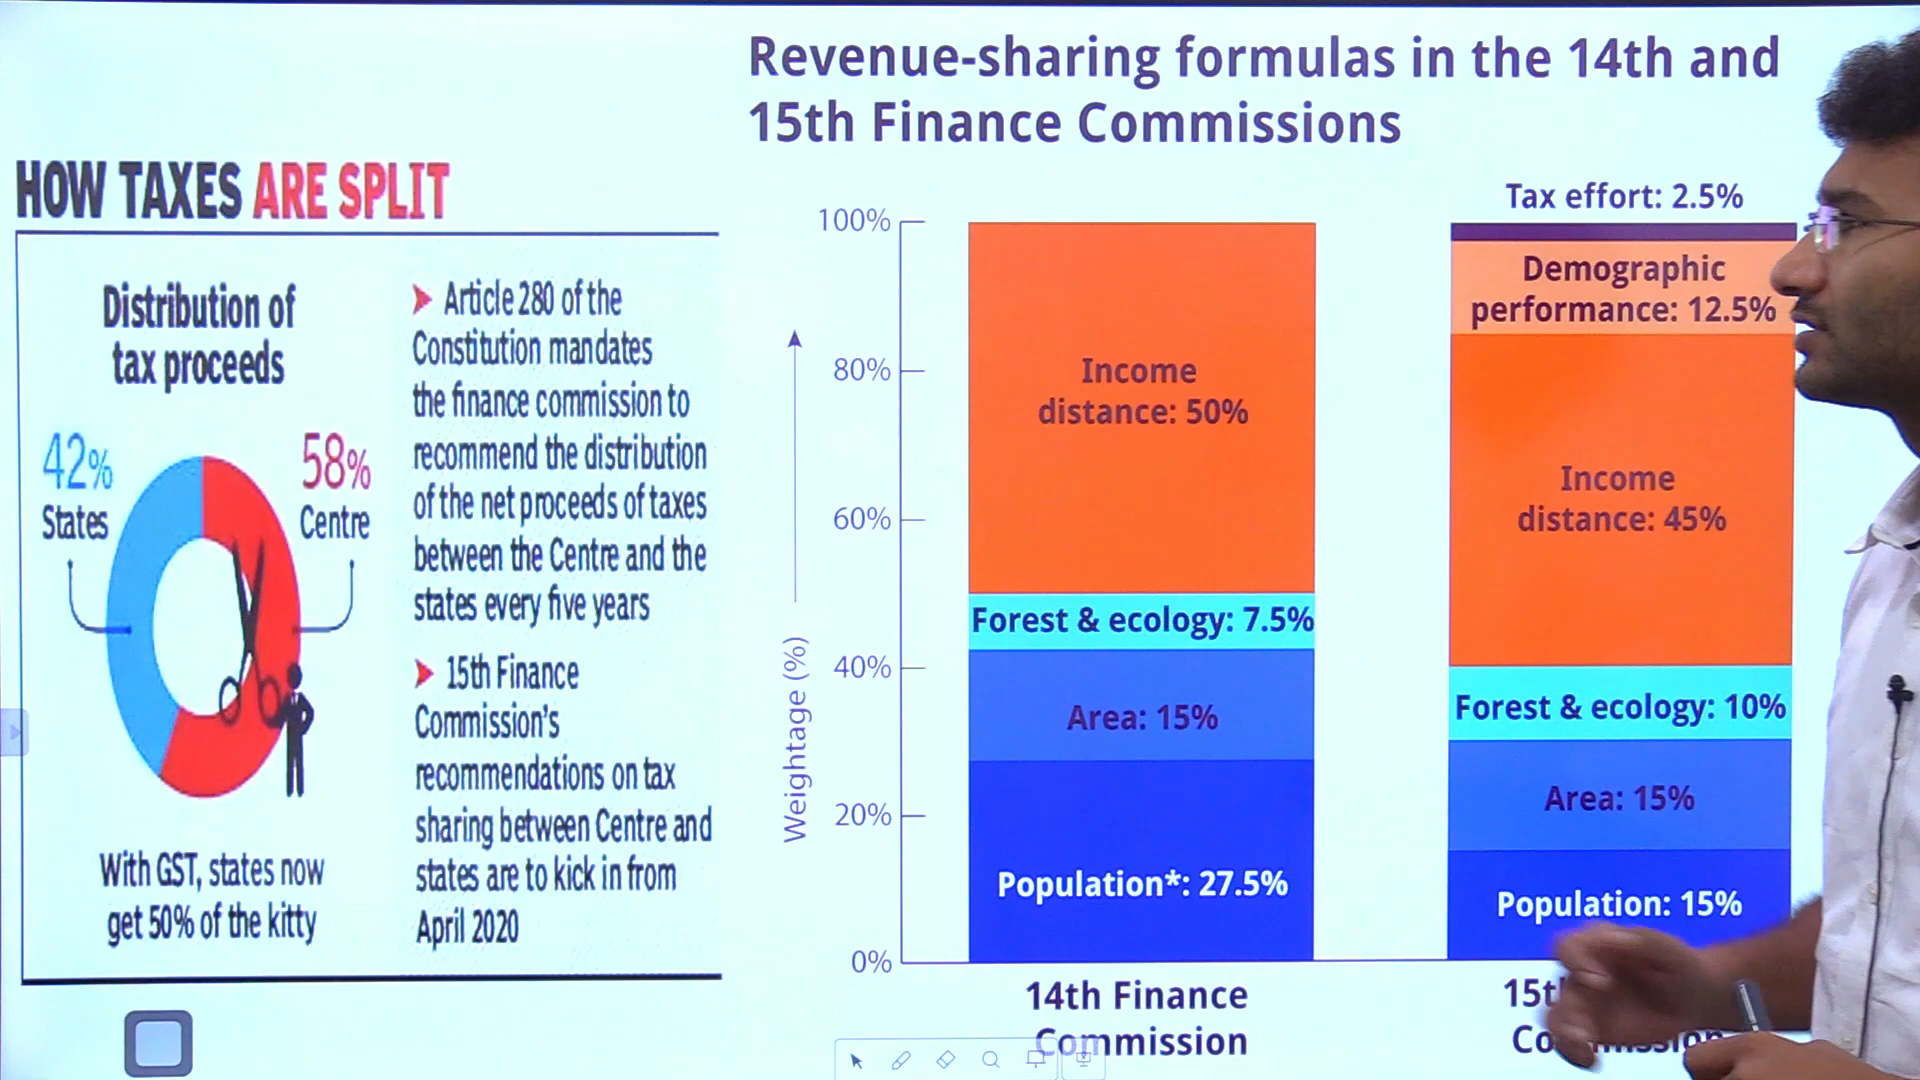 Revenue-sharing formulas in the 14th and
15th Finance Commissions
HOW TAXES ARE SPLIT
Distribution of
tax proceeds
42%
States
58%
Centre
With GST, states now
get 50% of the kitty
➤ Article 280 of the
Constitution mandates
the finance commission to
recommend the distribution
of the net proceeds of taxes
between the Centre and the
states every five years
➤ 15th Finance
Commission's
recommendations on tax
sharing between Centre and
states are to kick in from
April 2020
Weightage (%)
100%
80%
60%
40%
20%
0%
Income
distance: 50%
Forest & ecology: 7.5%
Area: 15%
Population*: 27.5%
14th Finance
Commission
Tax effort: 2.5%
Demographic
performance: 12.5%
Income
distance: 45%
Forest & ecology: 10%
Area: 15%
Population: 15%